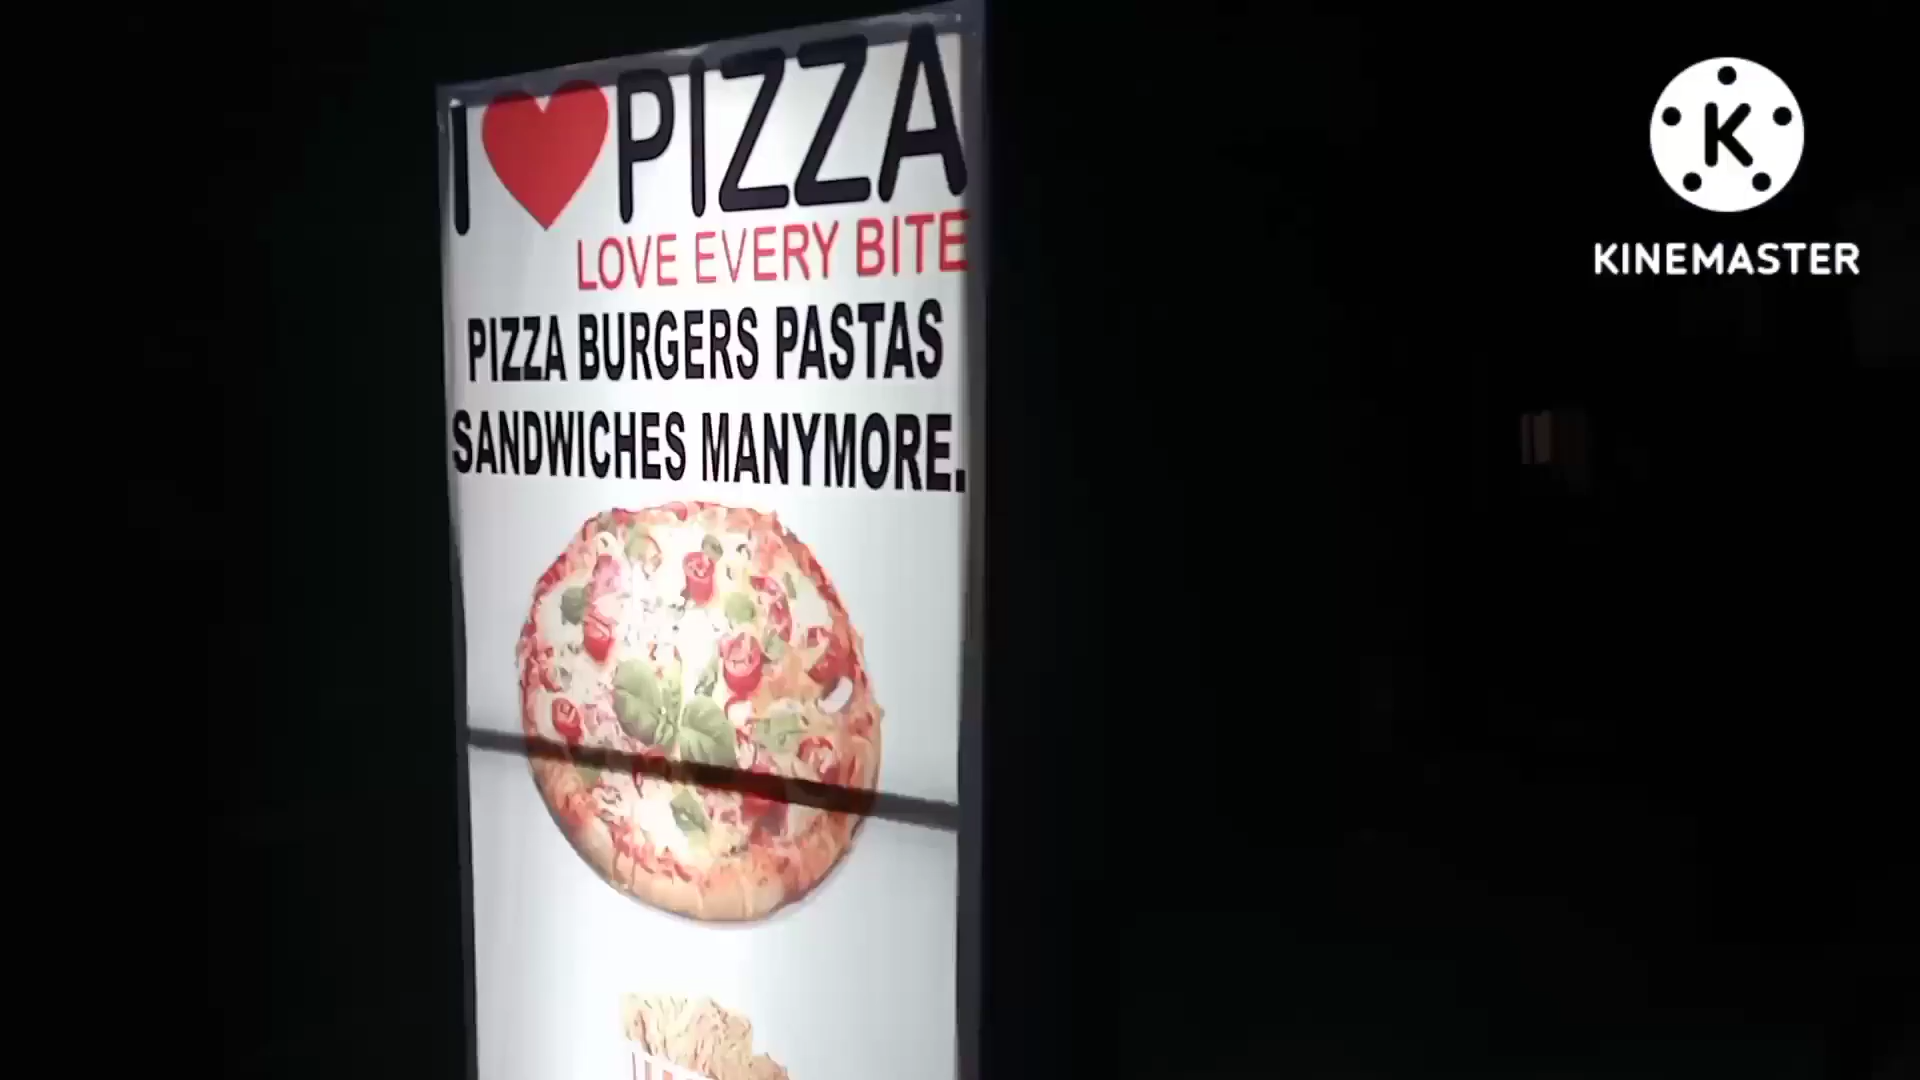 I ❤ PIZZA
LOVE EVERY BITE
PIZZA BURGERS PASTAS
SANDWICHES MANYMORE.
K
KINEMASTER